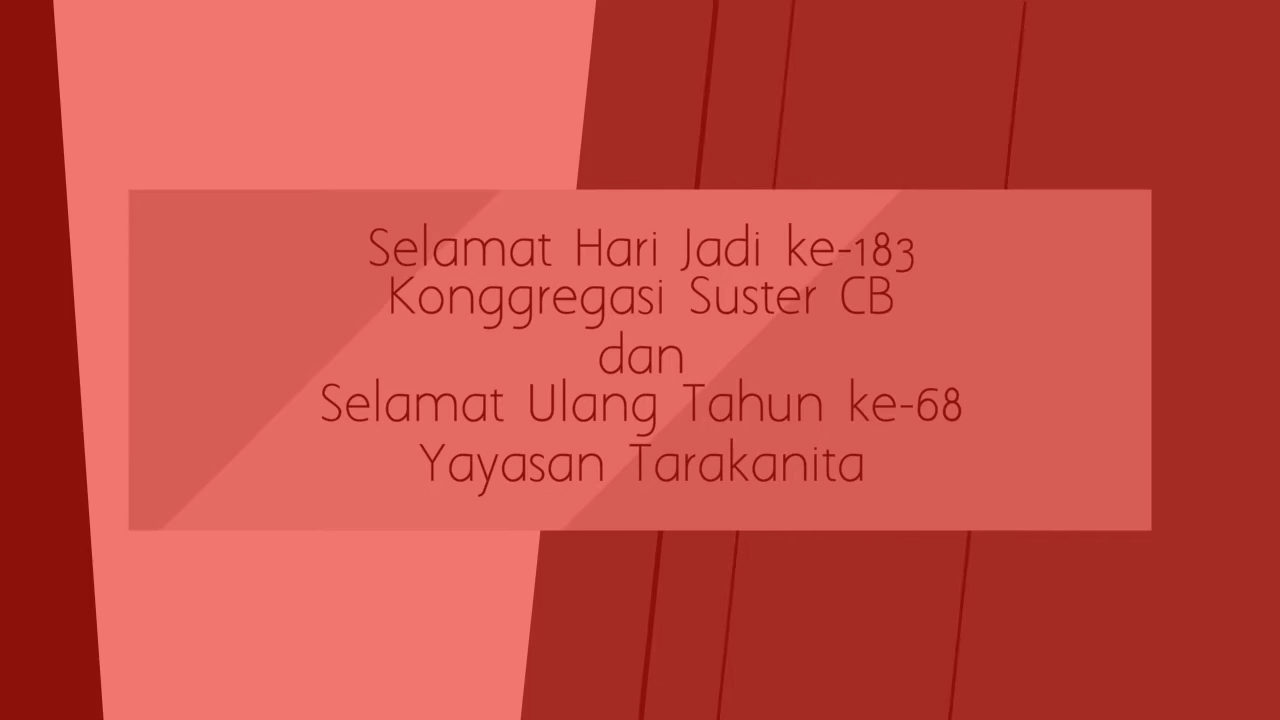 Selamat Hari Jadi ke-183
Konggregasi Suster CB
dan
Selamat Ulang Tahun ke-68
Yayasan Tarakanita